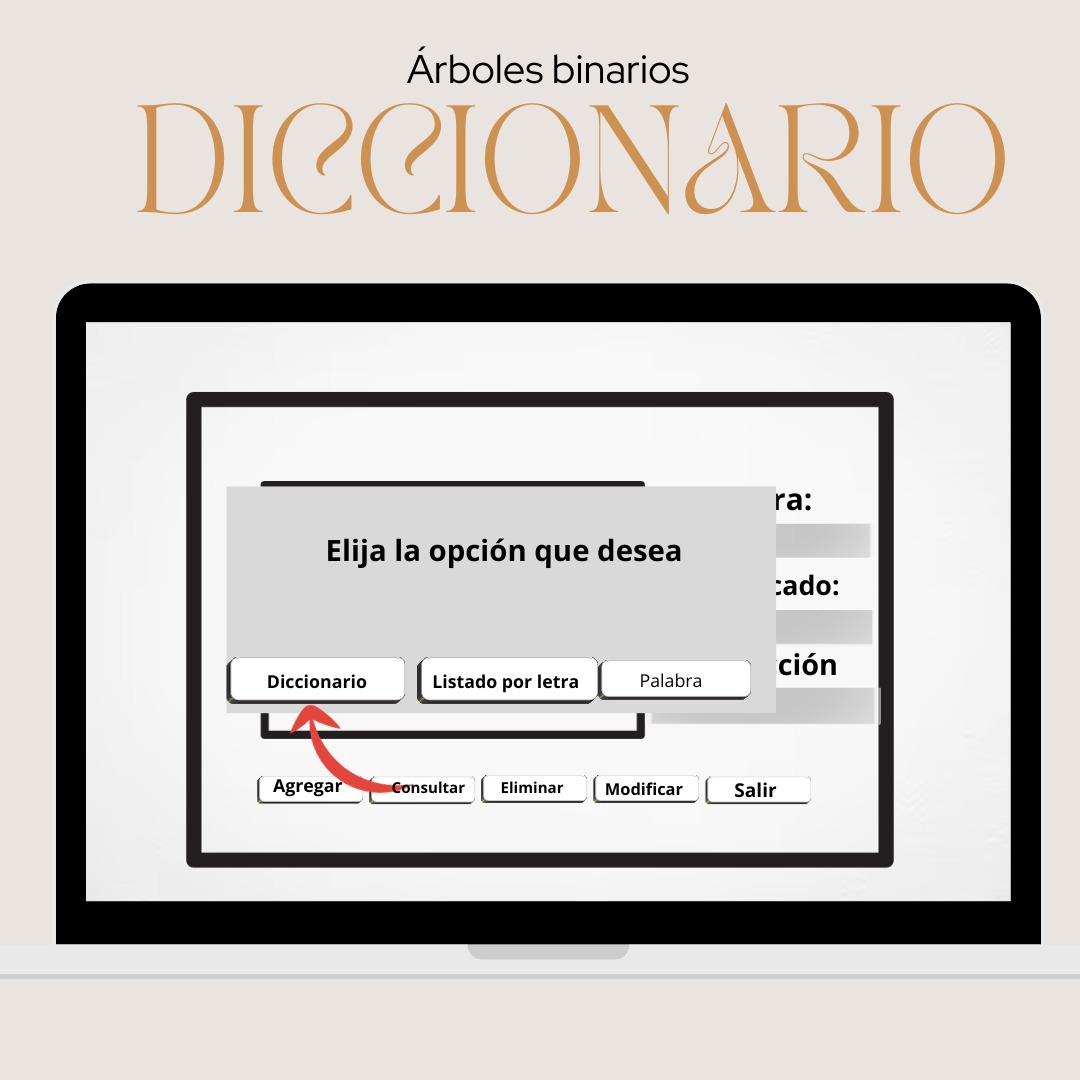 Árboles binarios
DICCIONARIO
ra:
Elija la opción que desea
cado:
ción
Diccionario
Listado por letra
Palabra
Agregar
Consultar
Eliminar
Modificar
Salir